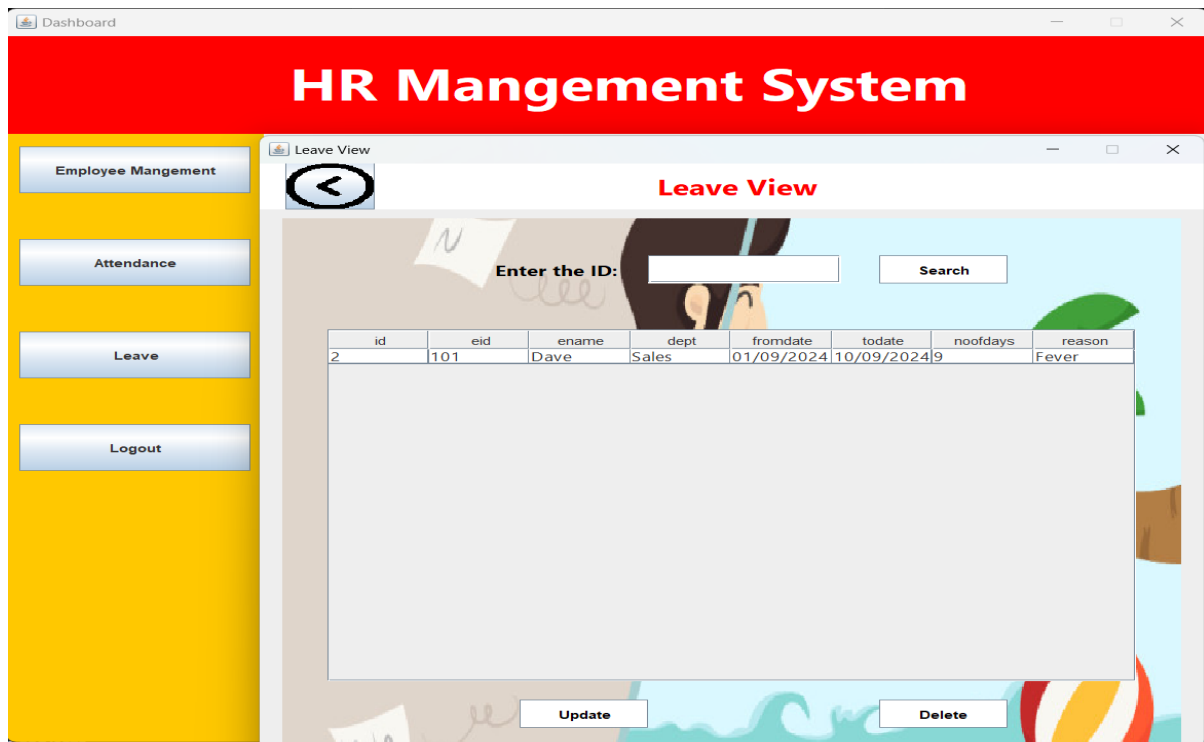 Dashboard
HR Mangement System
Employee Mangement
Attendance
Leave
Logout
Leave View
<
Leave View
N
Enter the ID:
Search
id eid ename dept fromdate todate noofdays reason
2 101 Dave Sales 01/09/2024 10/09/2024 9 Fever
Update
Delete